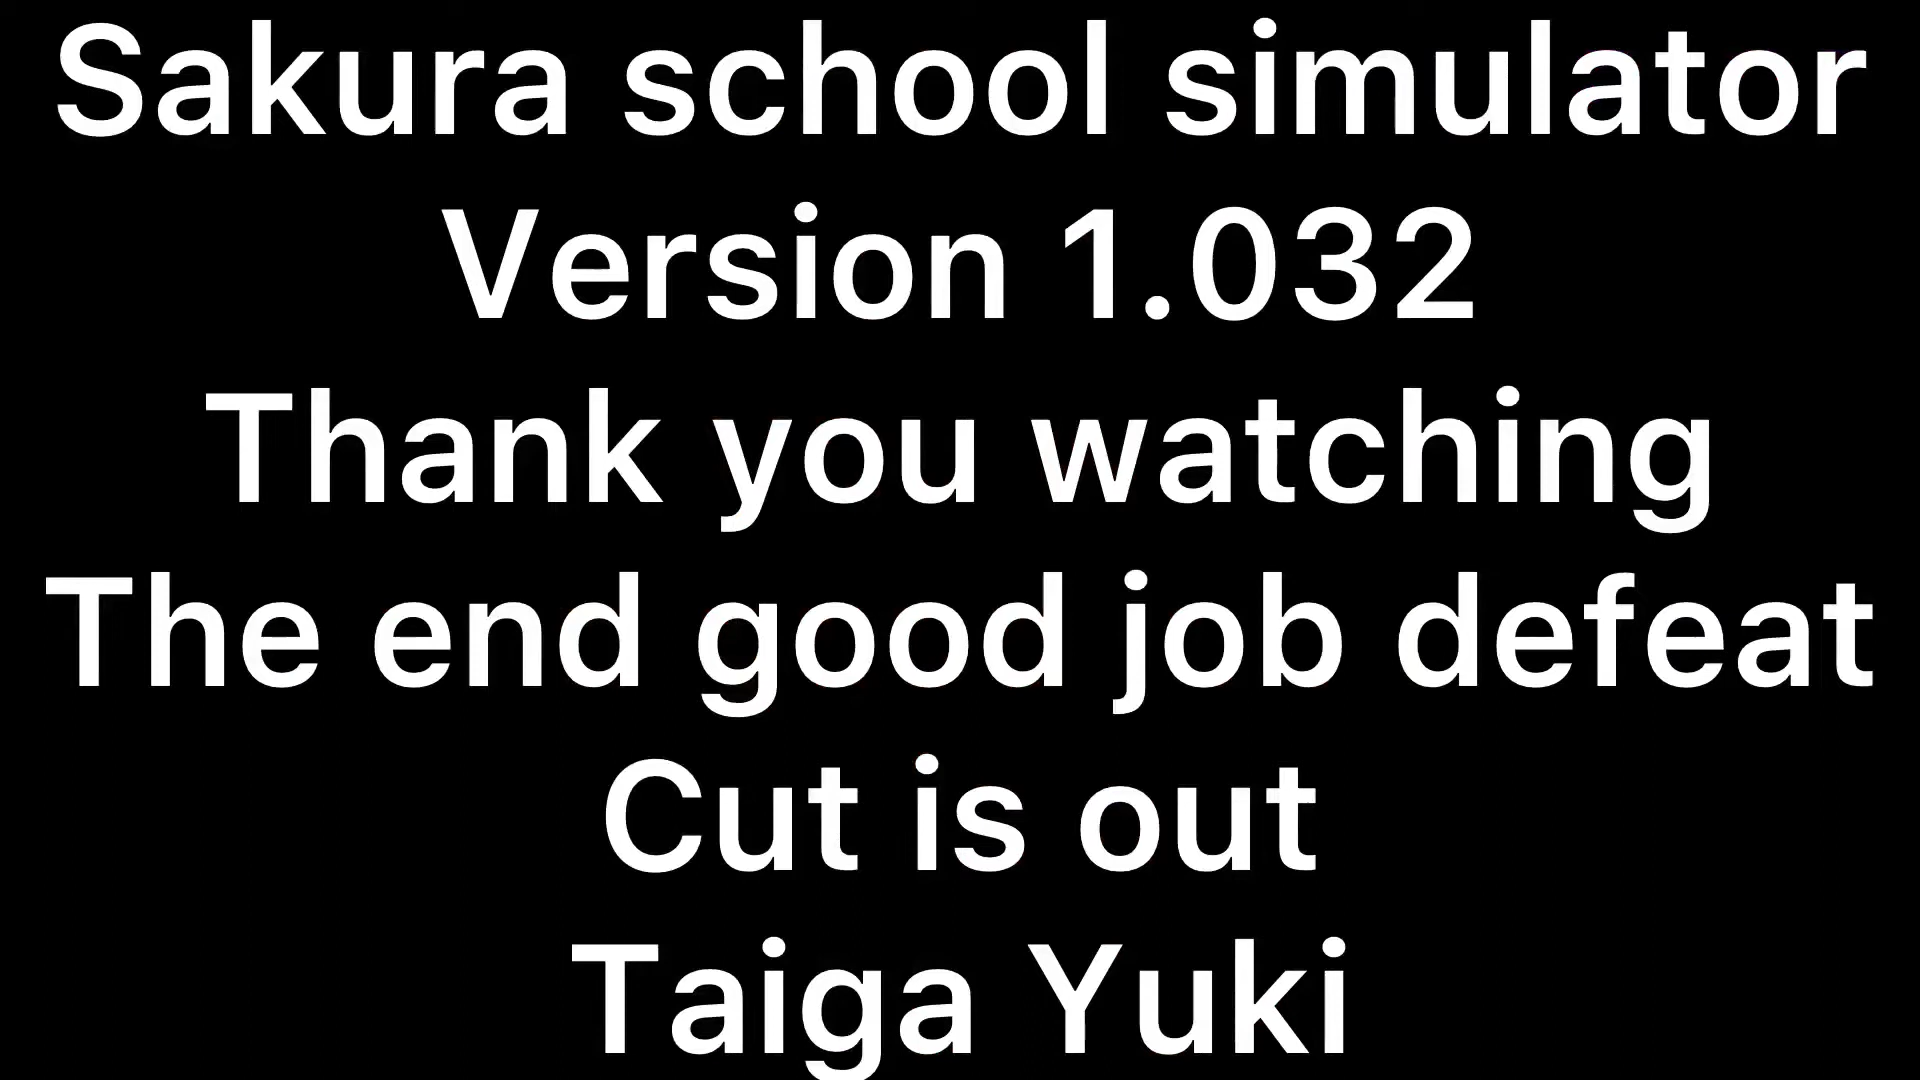 Sakura school simulator
Version 1.032
Thank you watching
The end good job defeat
Cut is out
Taiga Yuki